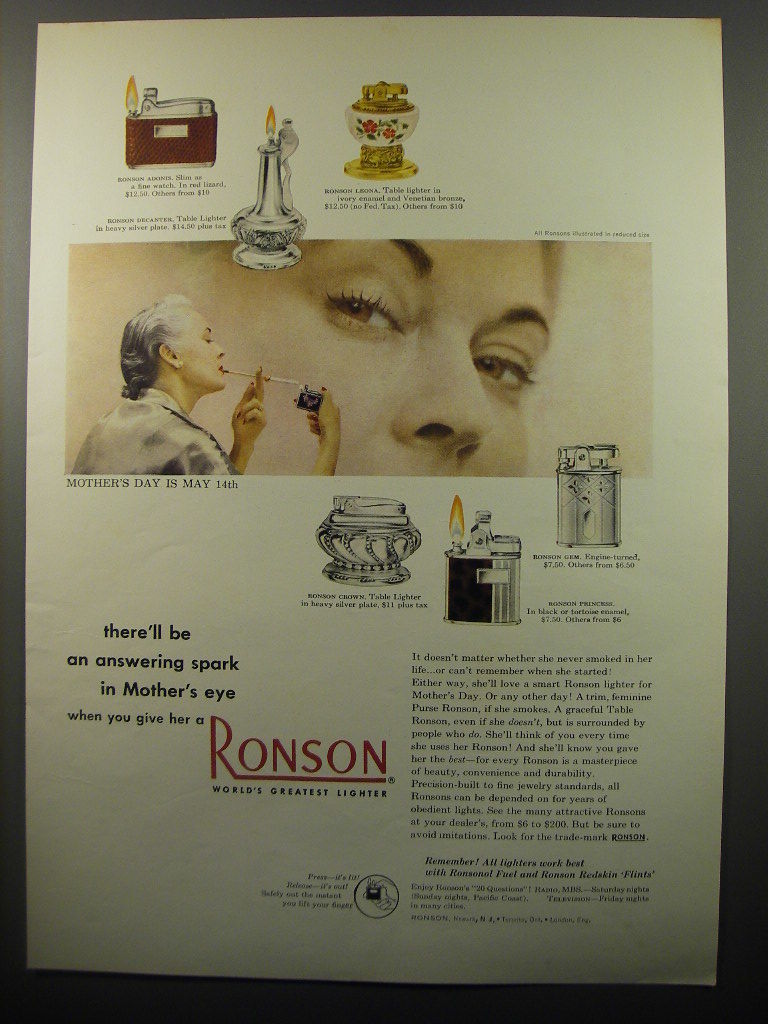 RONSON ADONIS. Slim as
a fine watch. In red lizard,
$12.50. Others from $10
RONSON DECANTER. Table Lighter
in heavy silver plate. $14.50 plus tax
RONSON LEONA. Table lighter in
ivory enamel and Venetian bronze,
$12.50 (no Fed. Tax). Others from $10
All Ronsons illustrated in reduced size
MOTHER'S DAY IS MAY 14th
RONSON CROWN. Table Lighter
in heavy silver plate, $11 plus tax
RONSON GEM. Engine-turned,
$7.50. Others from $6.50
RONSON PRINCESS.
In black or tortoise enamel,
$7.50. Others from $6
there'll be
an answering spark
in Mother's eye
when you give her a
RONSON®
WORLD'S GREATEST LIGHTER
It doesn't matter whether she never smoked in her
life...or can't remember when she started!
Either way, she'll love a smart Ronson lighter for
Mother's Day. Or any other day! A trim, feminine
Purse Ronson, if she smokes. A graceful Table
Ronson, even if she doesn't, but is surrounded by
people who do. She'll think of you every time
she uses her Ronson! And she'll know you gave
her the best—for every Ronson is a masterpiece
of beauty, convenience and durability.
Precision-built to fine jewelry standards, all
Ronsons can be depended on for years of
obedient lights. See the many attractive Ronsons
at your dealer's, from $6 to $200. But be sure to
avoid imitations. Look for the trade-mark RONSON.
Remember! All lighters work best
with Ronsonol Fuel and Ronson Redskin 'Flints'
Press—it's lit!
Release—it's out!
Safely out the instant
you lift your finger
Enjoy Ronson's "20 Questions"! RADIO, MBS.—Saturday nights
(Sunday nights, Pacific Coast). TELEVISION—Friday nights
in many cities.
RONSON, Newark, N. J. • Toronto, Ont. • London, Eng.